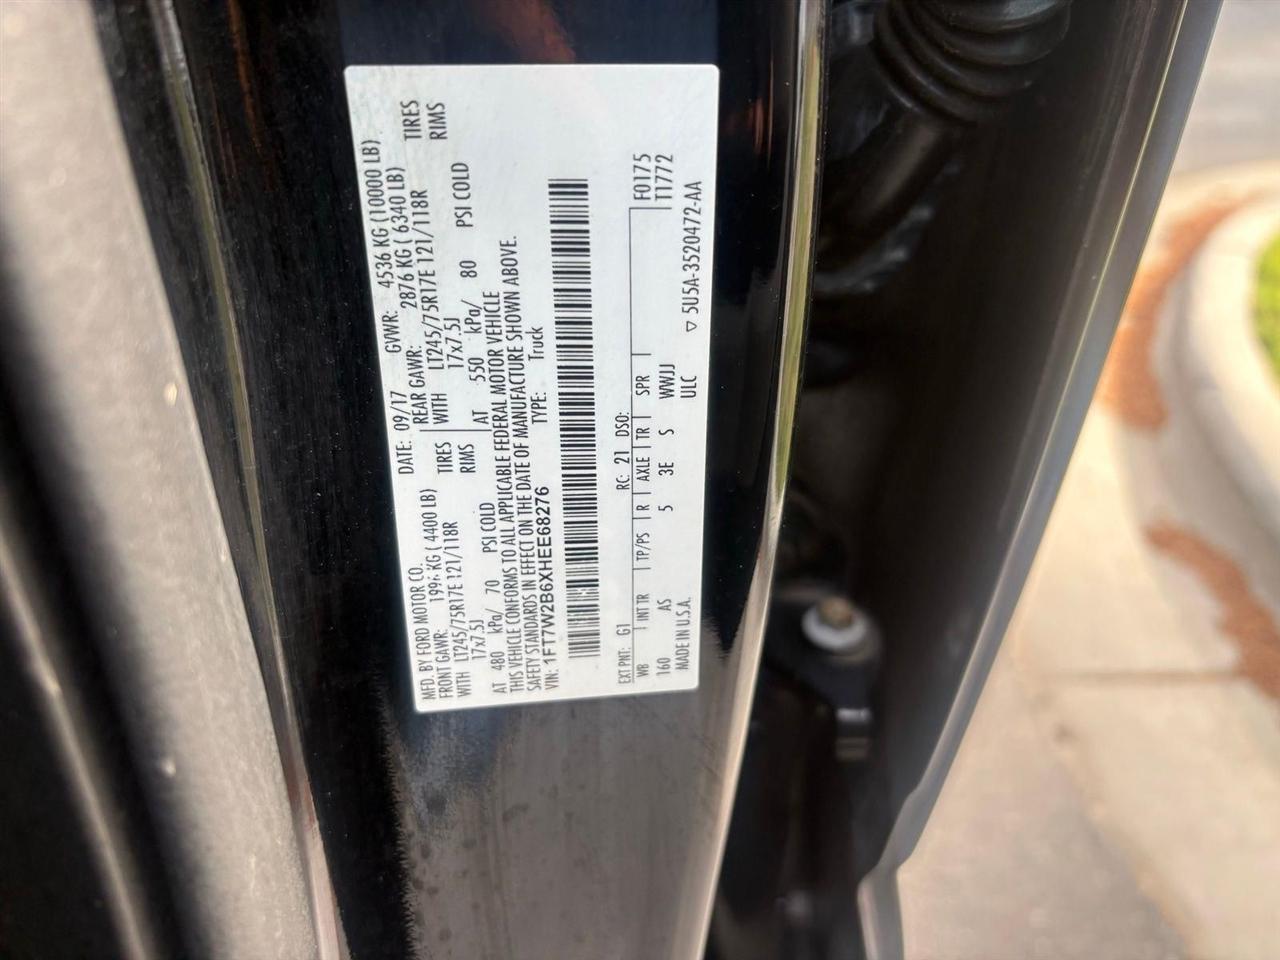 MFD. BY FORD MOTOR CO. DATE: 09/17 GVWR: 4536 KG (10000 LB)
FRONT GAWR: 1996 KG ( 4400 LB) REAR GAWR: 2876 KG ( 6340 LB)
WITH LT245/75R17E 121/118R TIRES WITH LT245/75R17E 121/118R TIRES
17x7.5J RIMS 17x7.5J RIMS
AT 480 kPa/ 70 PSI COLD AT 550 kPa/ 80 PSI COLD
THIS VEHICLE CONFORMS TO ALL APPLICABLE FEDERAL MOTOR VEHICLE
SAFETY STANDARDS IN EFFECT ON THE DATE OF MANUFACTURE SHOWN ABOVE.
VIN: 1FT7W2B6XHEE68276 TYPE: Truck
EXT PNT: G1 RC: 21 DSO: F0175
WB INT TR TP/PS R AXLE TR SPR T1772
160 AS 5 3E S WWJJ
MADE IN U.S.A. ULC ▽ 5U5A-3520472-AA